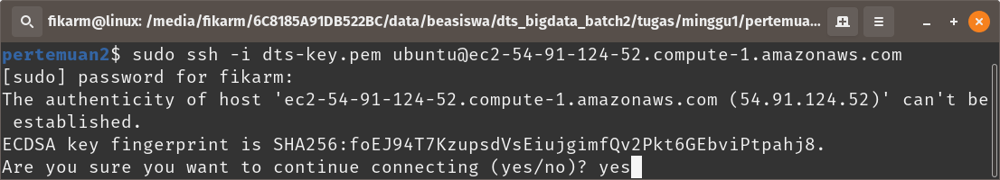 fikarm@linux: /media/fikarm/6C8185A91DB522BC/data/beasiswa/dts_bigdata_batch2/tugas/minggu1/pertemua...
pertemuan2$ sudo ssh -i dts-key.pem ubuntu@ec2-54-91-124-52.compute-1.amazonaws.com
[sudo] password for fikarm:
The authenticity of host 'ec2-54-91-124-52.compute-1.amazonaws.com (54.91.124.52)' can't be
 established.
ECDSA key fingerprint is SHA256:foEJ94T7KzupsdVsEiujgimfQv2Pkt6GEbviPtpahj8.
Are you sure you want to continue connecting (yes/no)? yes